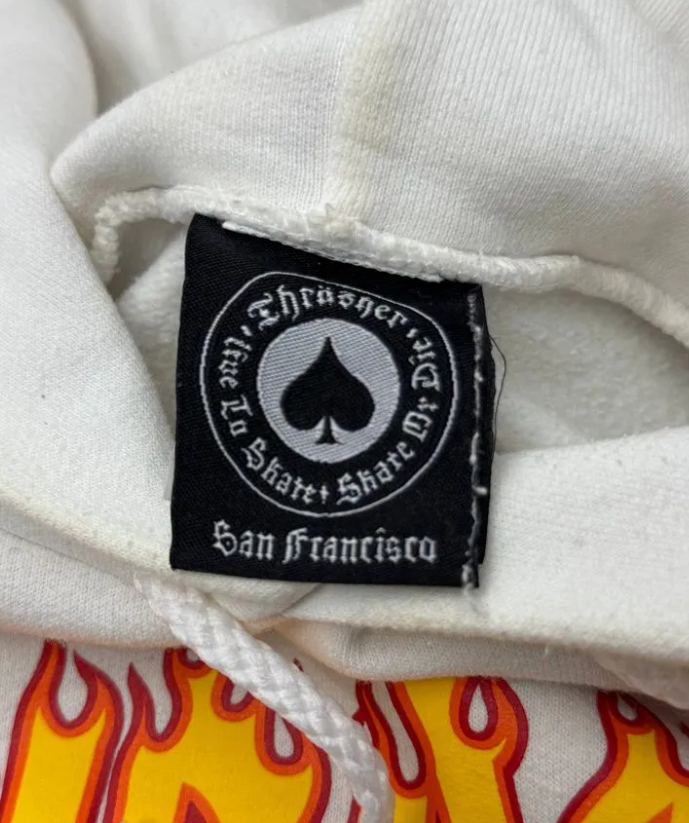 Thrasher
Skate Or Die
Live To Skate
San Francisco